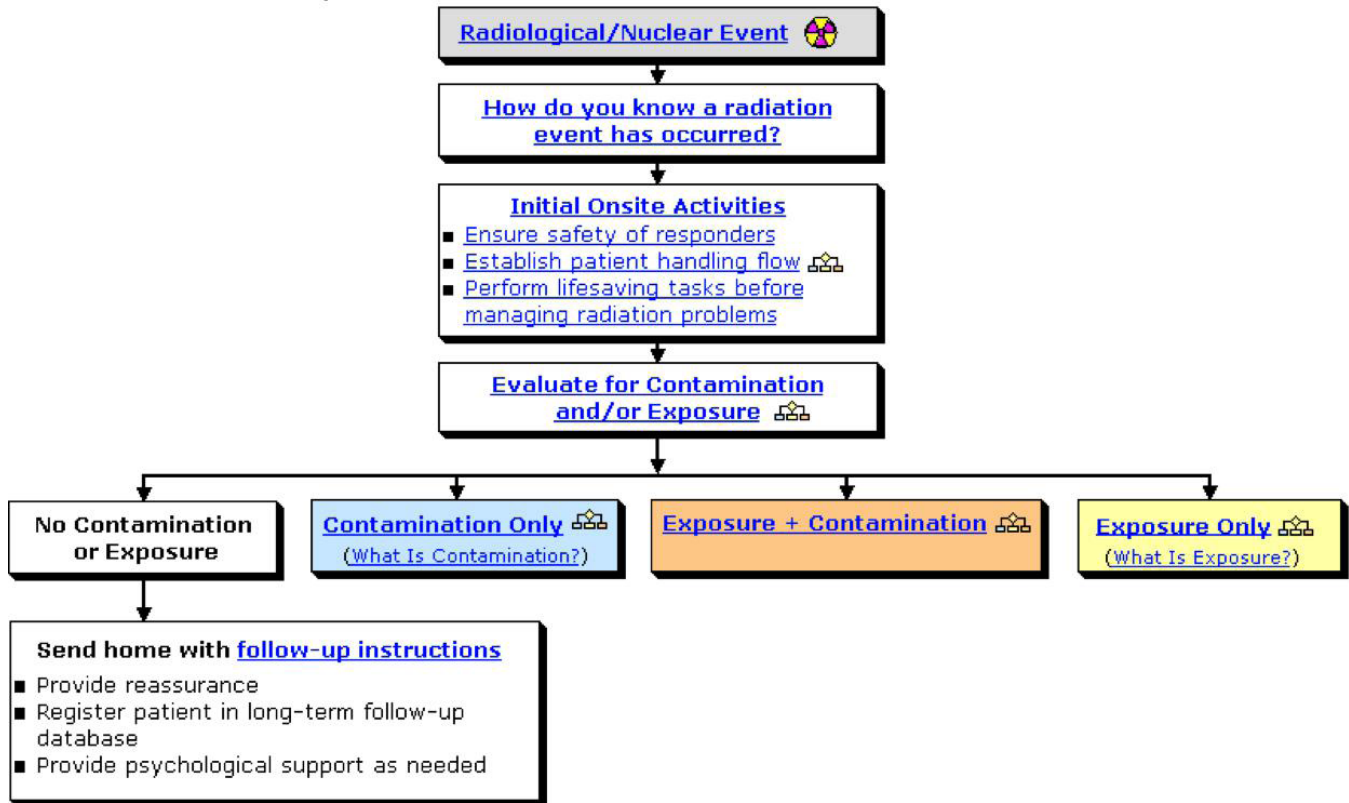 Radiological/Nuclear Event
How do you know a radiation
event has occurred?
Initial Onsite Activities
■ Ensure safety of responders
■ Establish patient handling flow
■ Perform lifesaving tasks before
managing radiation problems
Evaluate for Contamination
and/or Exposure
No Contamination
or Exposure
Contamination Only
(What Is Contamination?)
Exposure + Contamination
Exposure Only
(What Is Exposure?)
Send home with follow-up instructions
■ Provide reassurance
■ Register patient in long-term follow-up
database
■ Provide psychological support as needed